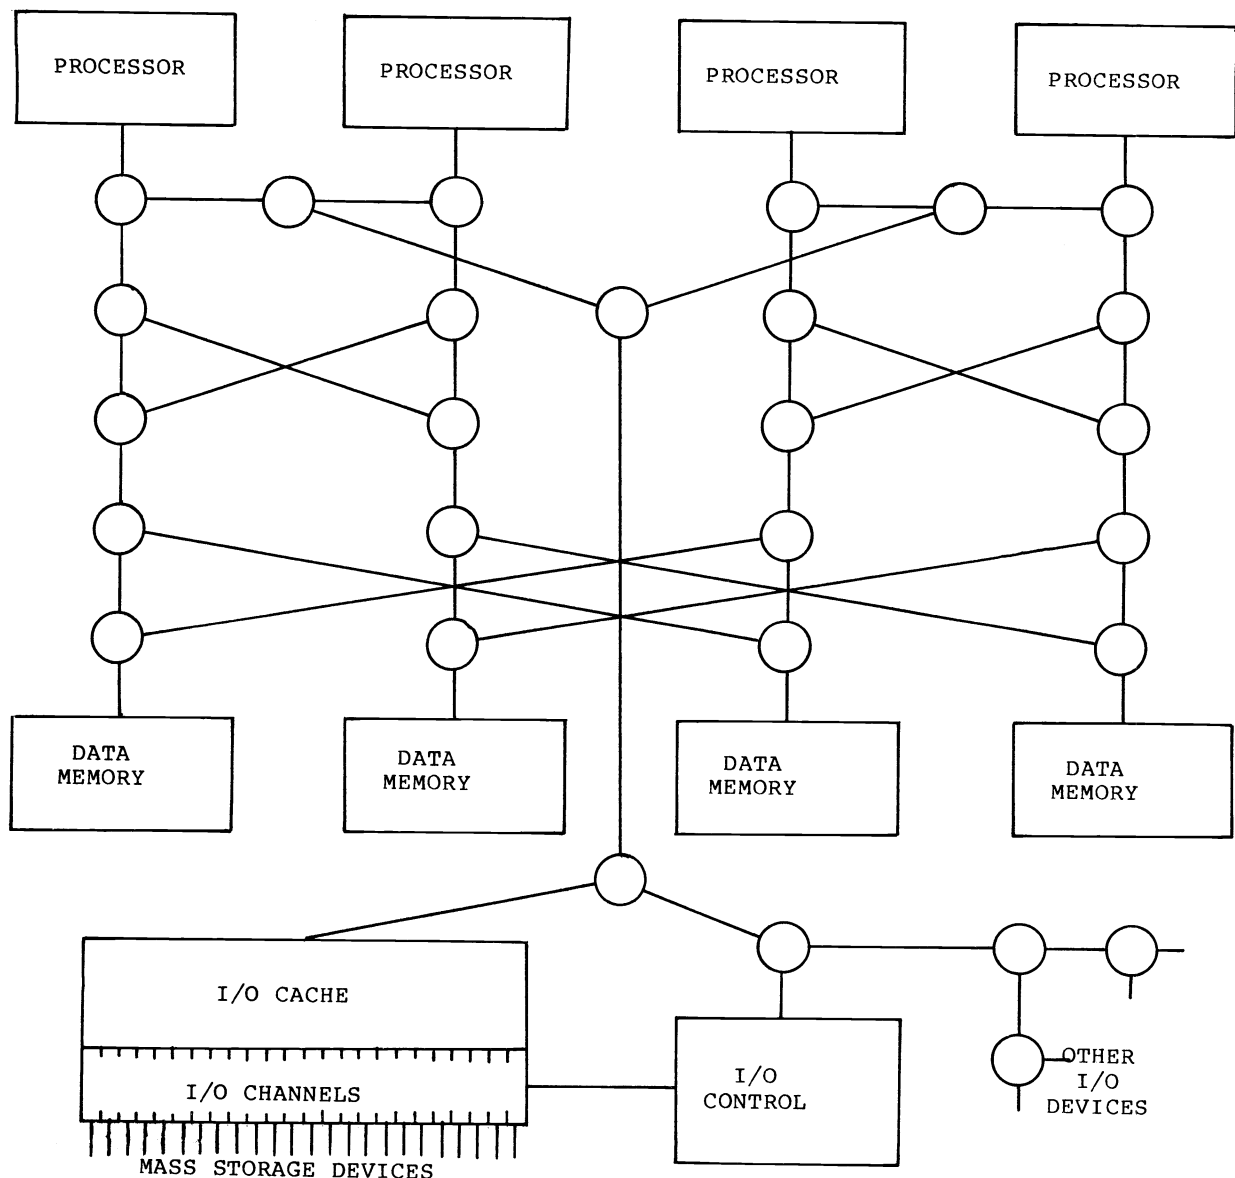 PROCESSOR
PROCESSOR
PROCESSOR
PROCESSOR
DATA
MEMORY
DATA
MEMORY
DATA
MEMORY
DATA
MEMORY
I/O CACHE
I/O CHANNELS
MASS STORAGE DEVICES
I/O
CONTROL
OTHER
I/O
DEVICES